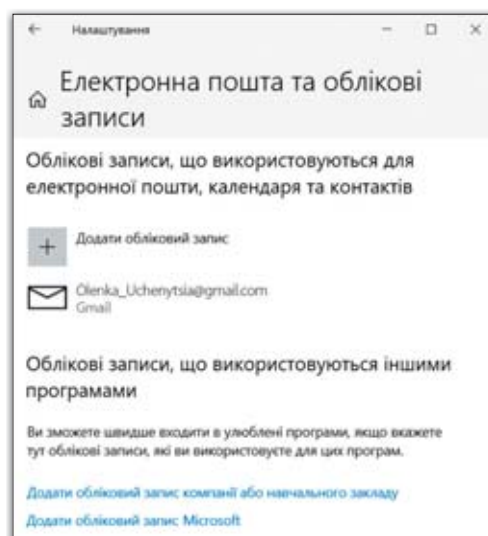 Налаштування
Електронна пошта та облікові
записи
Облікові записи, що використовуються для
електронної пошти, календаря та контактів
Додати обліковий запис
Olenka_Uchenytsia@gmail.com
Gmail
Облікові записи, що використовуються іншими
програмами
Ви зможете швидше входити в улюблені програми, якщо вкажете
тут облікові записи, які ви використовуєте для цих програм.
Додати обліковий запис компанії або навчального закладу
Додати обліковий запис Microsoft